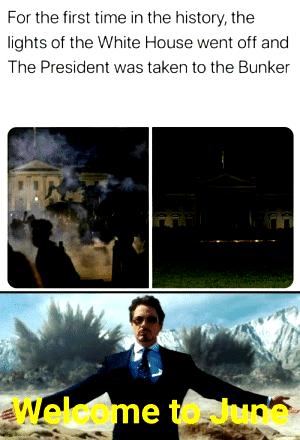 For the first time in the history, the
lights of the White House went off and
The President was taken to the Bunker
Welcome to June